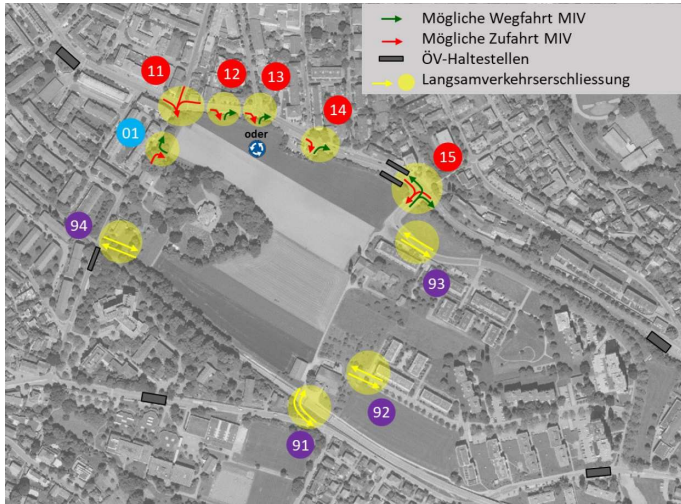 Mögliche Wegfahrt MIV
Mögliche Zufahrt MIV
ÖV-Haltestellen
Langsamverkehrserschliessung
11
12
13
14
01
oder
15
94
93
92
91